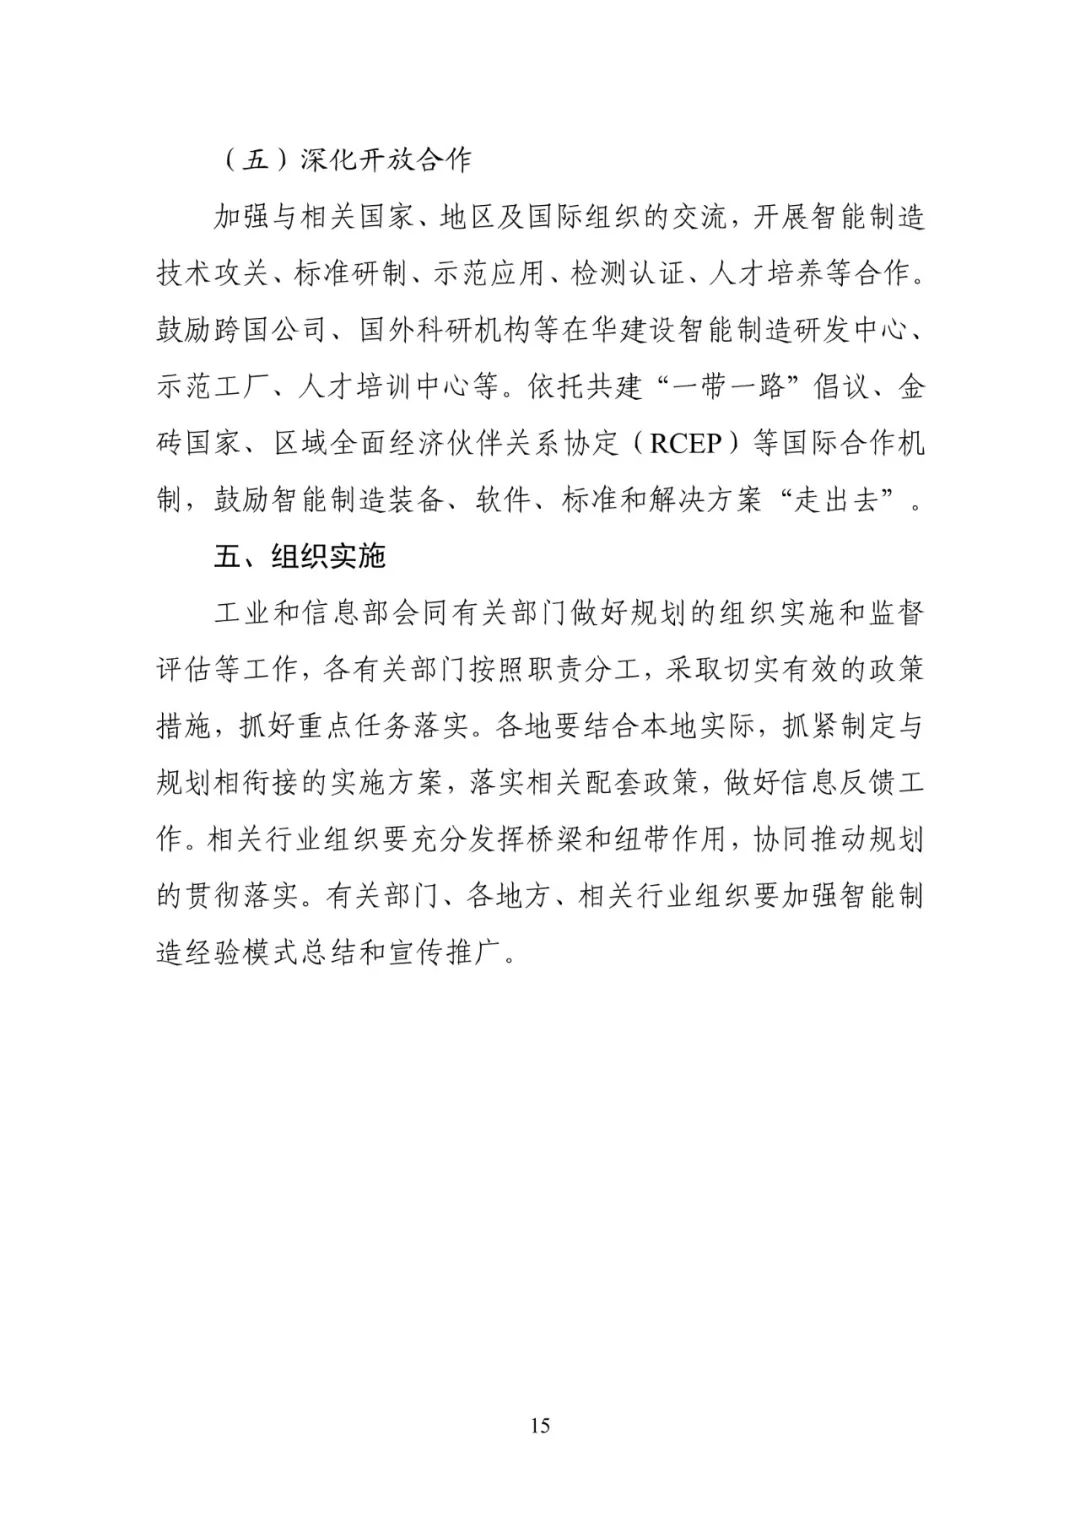 （五）深化开放合作
加强与相关国家、地区及国际组织的交流，开展智能制造
技术攻关、标准研制、示范应用、检测认证、人才培养等合作。
鼓励跨国公司、国外科研机构等在华建设智能制造研发中心、
示范工厂、人才培训中心等。依托共建“一带一路”倡议、金
砖国家、区域全面经济伙伴关系协定（RCEP）等国际合作机
制，鼓励智能制造装备、软件、标准和解决方案“走出去”。
五、组织实施
工业和信息部会同有关部门做好规划的组织实施和监督
评估等工作，各有关部门按照职责分工，采取切实有效的政策
措施，抓好重点任务落实。各地要结合本地实际，抓紧制定与
规划相衔接的实施方案，落实相关配套政策，做好信息反馈工
作。相关行业组织要充分发挥桥梁和纽带作用，协同推动规划
的贯彻落实。有关部门、各地方、相关行业组织要加强智能制
造经验模式总结和宣传推广。
15